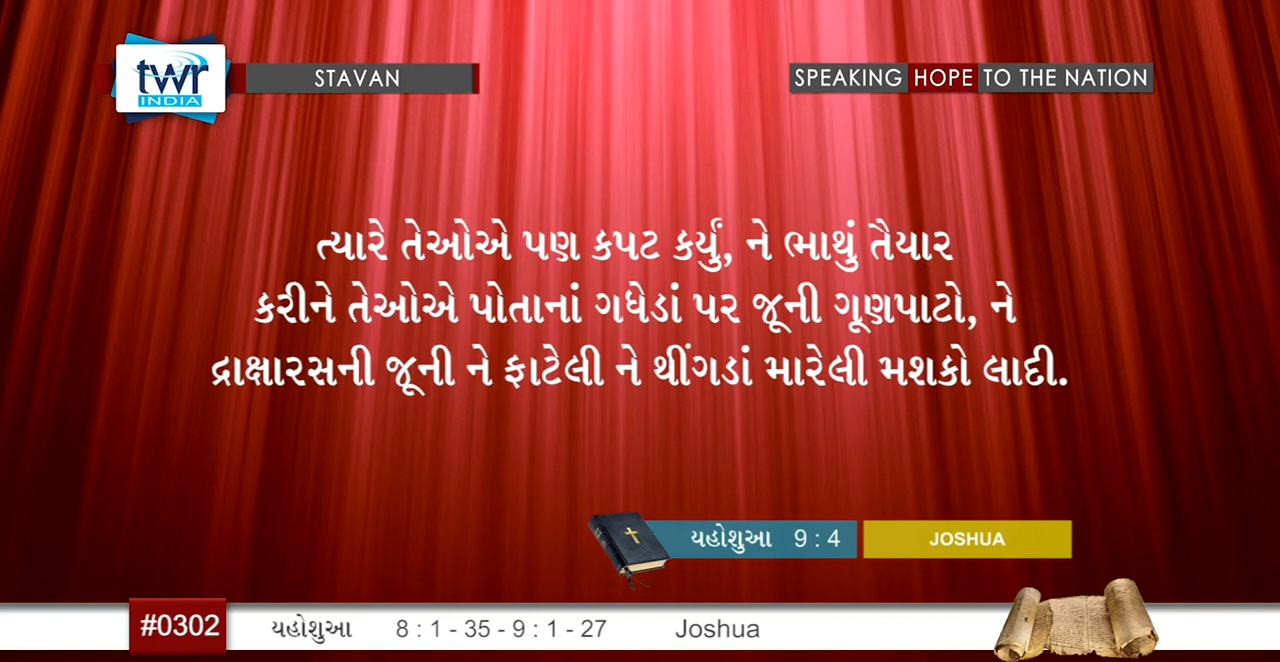 twr
INDIA
STAVAN
SPEAKING HOPE TO THE NATION
ત્યારે તેઓએ પણ કપટ કર્યું, ને ભાથું તૈયાર
કરીને તેઓએ પોતાનાં ગધેડાં પર જૂની ગૂણપાટો, ને
દ્રાક્ષારસની જૂની ને ફાટેલી ને થીંગડાં મારેલી મશકો લાદી.
યહોશુઆ 9 : 4 JOSHUA
#0302 યહોશુઆ 8 : 1 - 35 - 9 : 1 - 27 Joshua